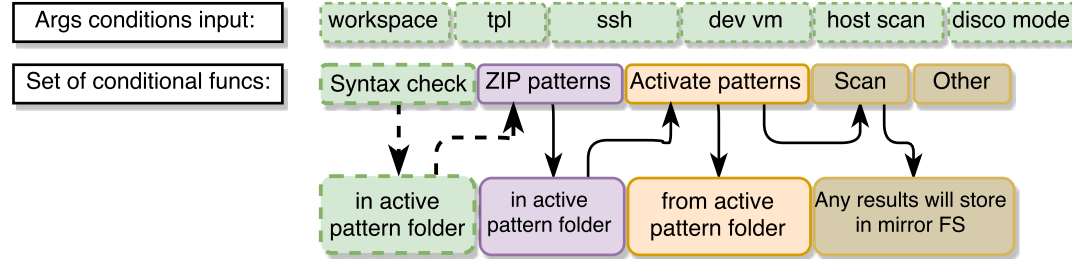 Args conditions input: workspace tpl ssh dev vm host scan disco mode
Set of conditional funcs: Syntax check ZIP patterns Activate patterns Scan Other
in active
pattern folder
in active
pattern folder
from active
pattern folder
Any results will store
in mirror FS